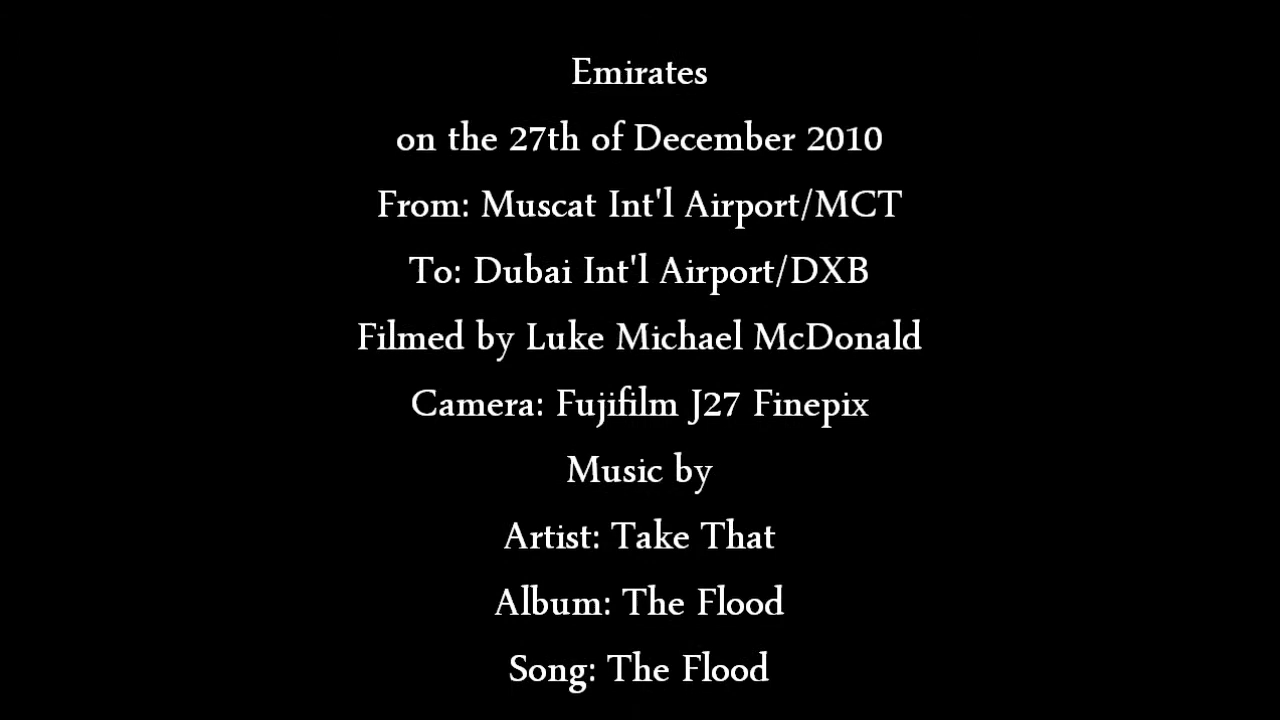 Emirates
on the 27th of December 2010
From: Muscat Int'l Airport/MCT
To: Dubai Int'l Airport/DXB
Filmed by Luke Michael McDonald
Camera: Fujifilm J27 Finepix
Music by
Artist: Take That
Album: The Flood
Song: The Flood